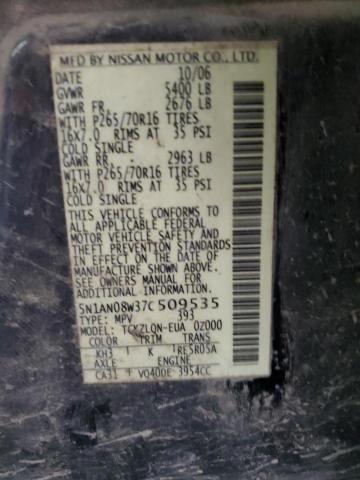 MFD BY NISSAN MOTOR CO., LTD.
DATE 10/06
GVWR 5400 LB
GAWR FR. 2676 LB
WITH P265/70R16 TIRES
16X7.0 RIMS AT 35 PSI
COLD SINGLE
GAWR RR. 2963 LB
WITH P265/70R16 TIRES
16X7.0 RIMS AT 35 PSI
COLD SINGLE
THIS VEHICLE CONFORMS TO
ALL APPLICABLE FEDERAL
MOTOR VEHICLE SAFETY AND
THEFT PREVENTION STANDARDS
IN EFFECT ON THE DATE OF
MANUFACTURE SHOWN ABOVE.
SEE OWNERS MANUAL FOR
ADDITIONAL INFORMATION.
5N1AN08W37C509535
TYPE: MPV 393
MODEL: TCXZLQN-EUA 02000
COLOR TRIM TRANS
KH3 K RE5R05A
AXLE ENGINE
CA31 VQ40DE 3954CC